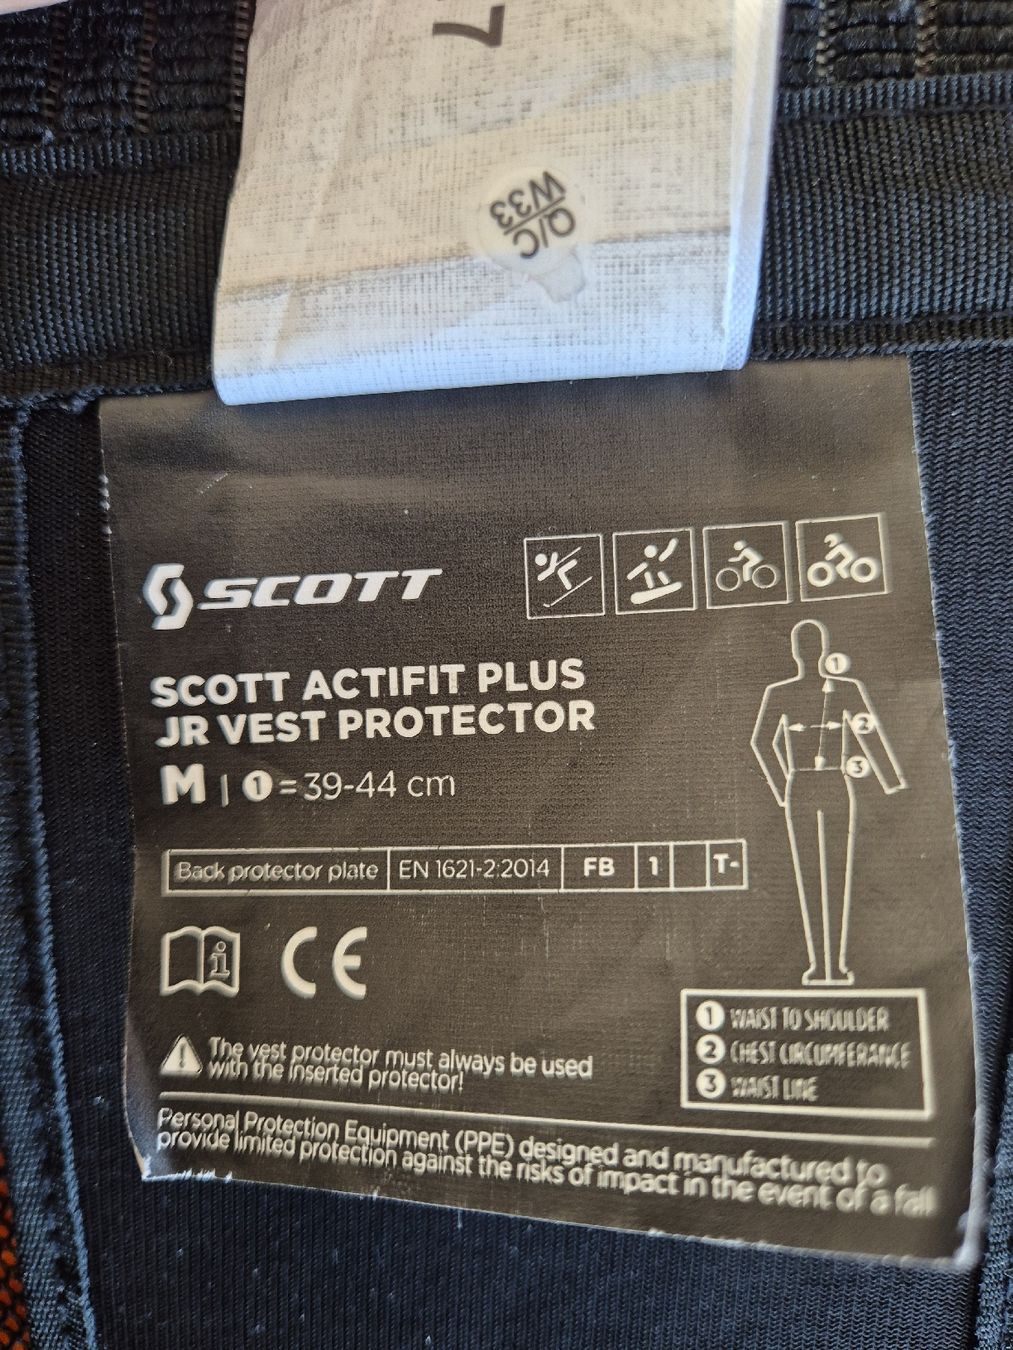 7
Q/C
W33
SCOTT
SCOTT ACTIFIT PLUS
JR VEST PROTECTOR
M | 1 = 39-44 cm
Back protector plate EN 1621-2:2014 FB 1 T-
i
CE
1
2
3
1 WAIST TO SHOULDER
2 CHEST CIRCUMFERANCE
3 WAIST LINE
The vest protector must always be used
with the inserted protector!
Personal Protection Equipment (PPE) designed and manufactured to
provide limited protection against the risks of impact in the event of a fall